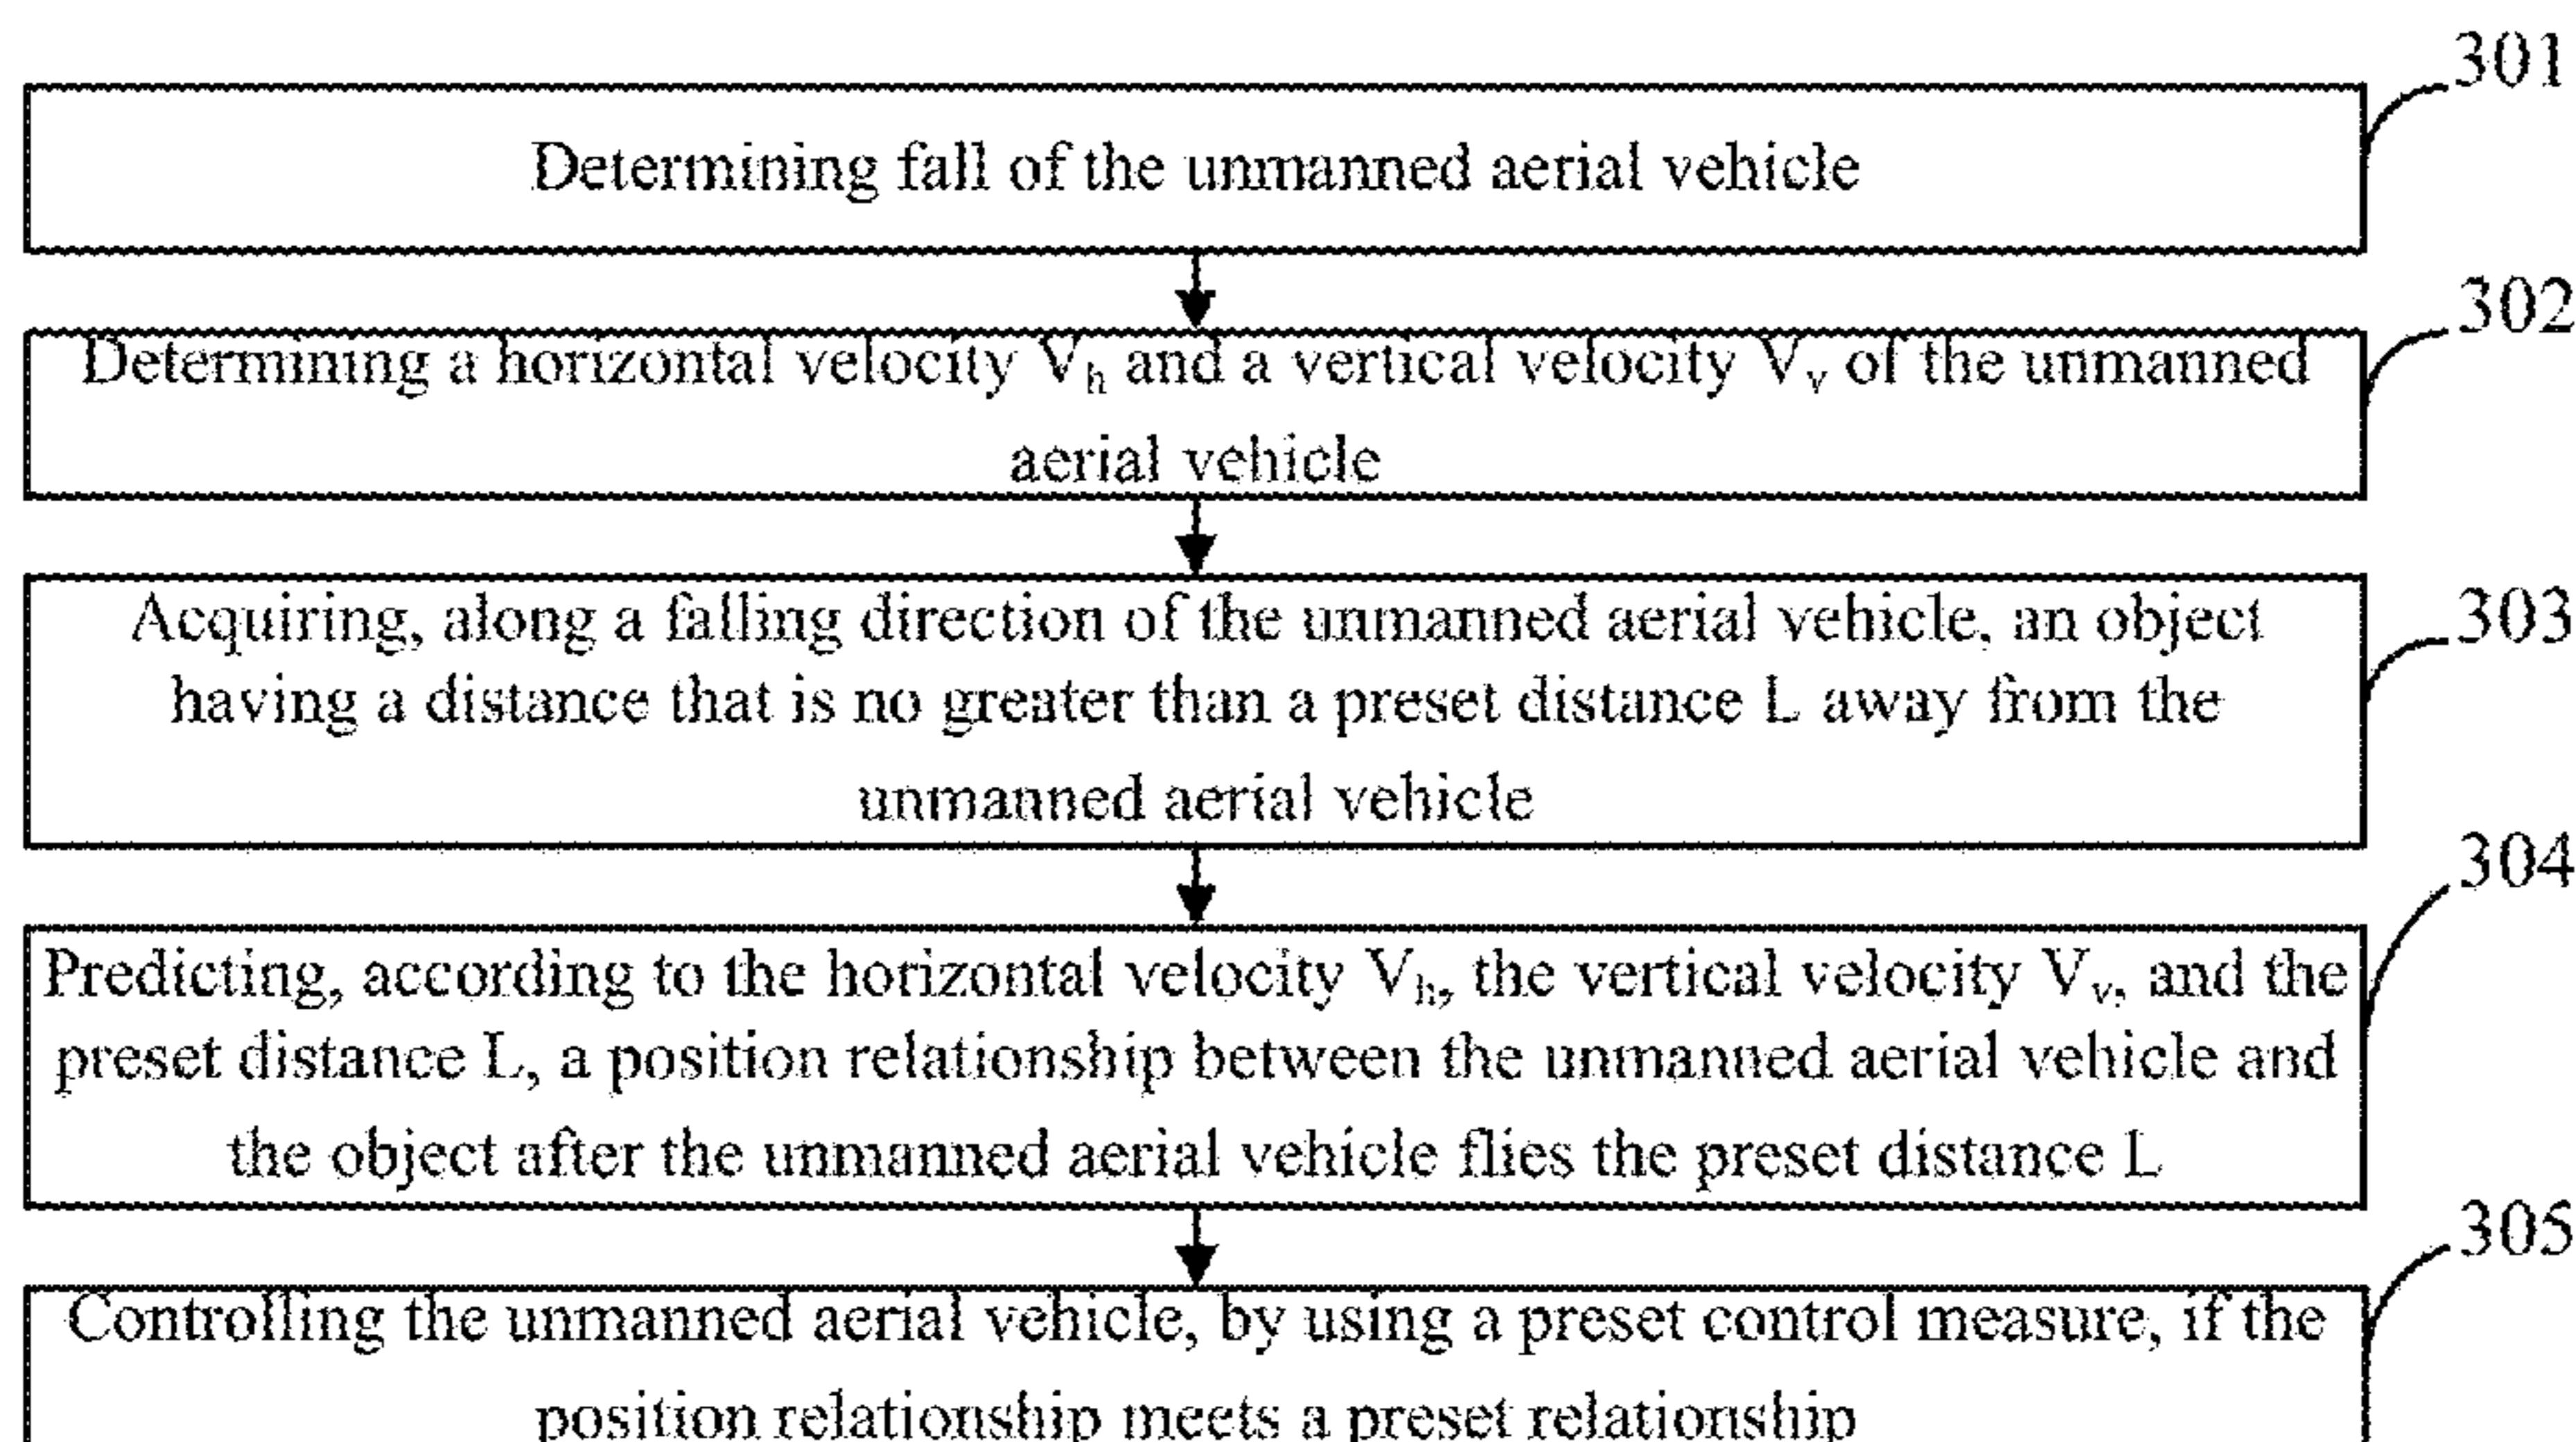 301
Determining fall of the unmanned aerial vehicle
302
Determining a horizontal velocity Vh and a vertical velocity Vv of the unmanned
aerial vehicle
303
Acquiring, along a falling direction of the unmanned aerial vehicle, an object
having a distance that is no greater than a preset distance L away from the
unmanned aerial vehicle
304
Predicting, according to the horizontal velocity Vh, the vertical velocity Vv, and the
preset distance L, a position relationship between the unmanned aerial vehicle and
the object after the unmanned aerial vehicle flies the preset distance L
305
Controlling the unmanned aerial vehicle, by using a preset control measure, if the
position relationship meets a preset relationship